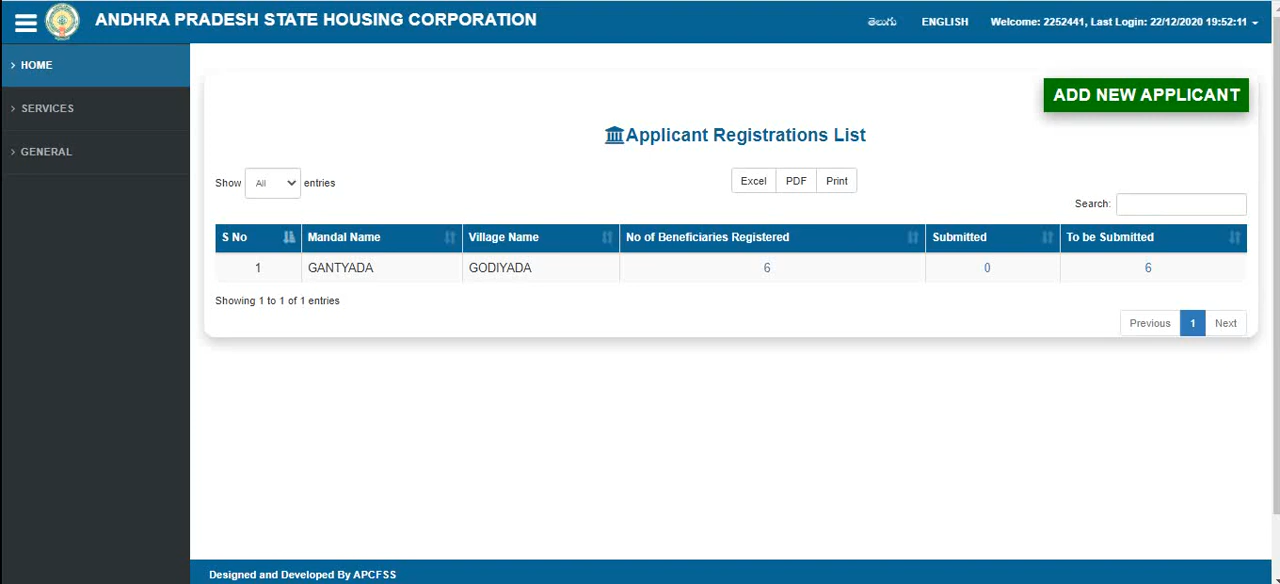 ANDHRA PRADESH STATE HOUSING CORPORATION
తెలుగు ENGLISH Welcome: 2252441, Last Login: 22/12/2020 19:52:11
HOME
SERVICES
GENERAL
ADD NEW APPLICANT
Applicant Registrations List
Show All entries
Excel PDF Print
Search:
S No Mandal Name Village Name No of Beneficiaries Registered Submitted To be Submitted
1 GANTYADA GODIYADA 6 0 6
Showing 1 to 1 of 1 entries
Previous 1 Next
Designed and Developed By APCFSS